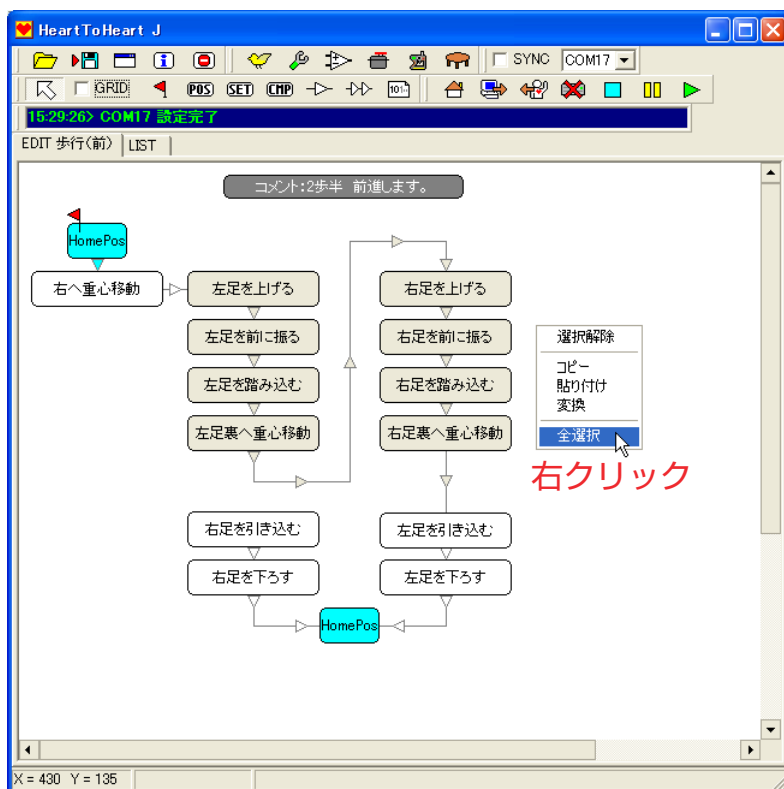 HeartToHeart J
SYNC
COM17
GRID
POS
SET
CMP
101
15:29:26> COM17 設定完了
EDIT 歩行(前)
LIST
コメント:2歩半 前進します。
HomePos
右へ重心移動
左足を上げる
左足を前に振る
左足を踏み込む
左足裏へ重心移動
右足を上げる
右足を前に振る
右足を踏み込む
右足裏へ重心移動
選択解除
コピー
貼り付け
変換
全選択
右クリック
右足を引き込む
右足を下ろす
左足を引き込む
左足を下ろす
HomePos
X = 430 Y = 135